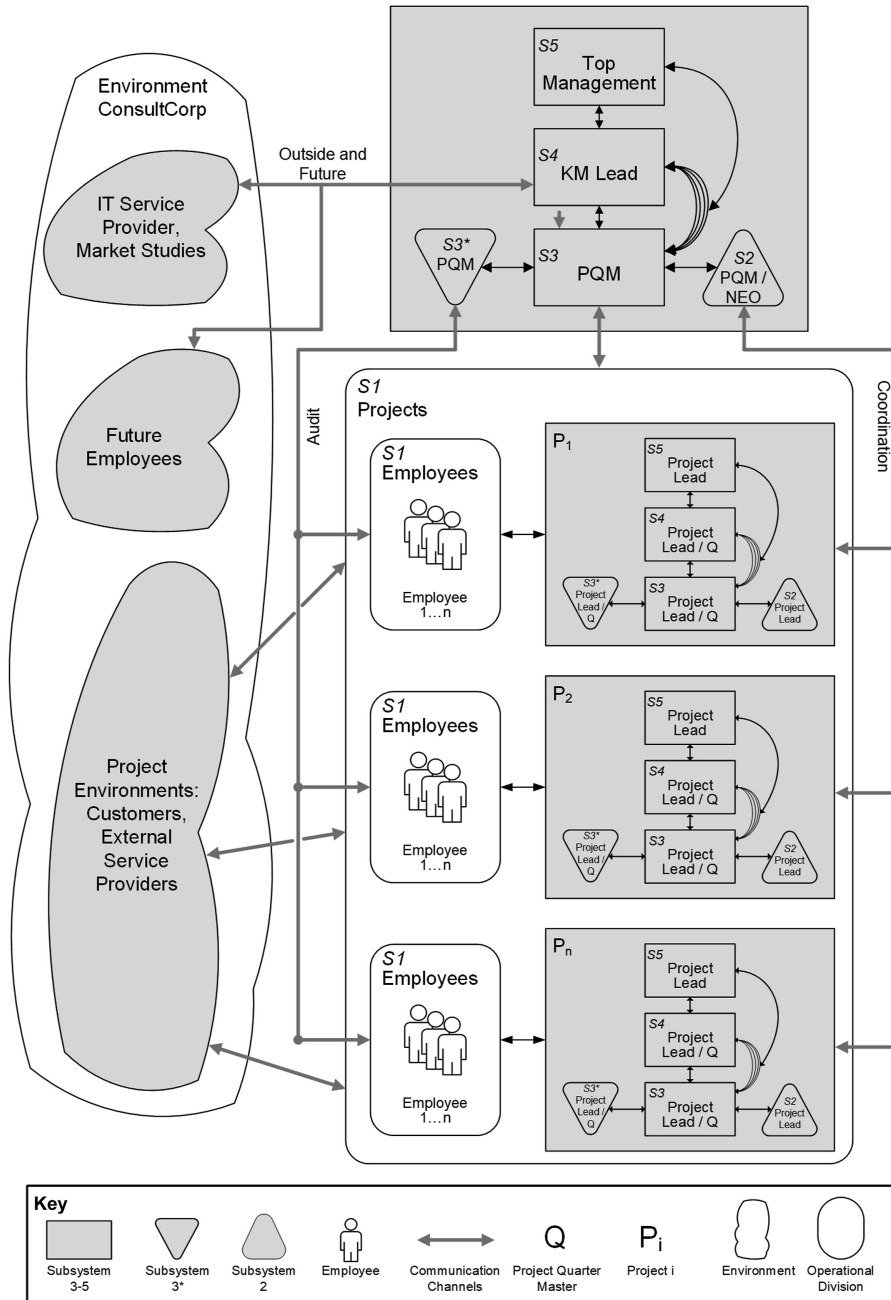 Environment
ConsultCorp
IT Service
Provider,
Market Studies
Future
Employees
Project
Environments:
Customers,
External
Service
Providers
Outside and
Future
S5
Top
Management
S4
KM Lead
S3*
PQM
S3
PQM
S2
PQM /
NEO
Audit
Coordination
S1
Projects
S1
Employees
Employee
1...n
P1
S5
Project
Lead
S4
Project
Lead / Q
S3*
Project
Lead /
Q
S3
Project
Lead / Q
S2
Project
Lead
S1
Employees
Employee
1...n
P2
S5
Project
Lead
S4
Project
Lead / Q
S3*
Project
Lead /
Q
S3
Project
Lead / Q
S2
Project
Lead
S1
Employees
Employee
1...n
Pn
S5
Project
Lead
S4
Project
Lead / Q
S3*
Project
Lead /
Q
S3
Project
Lead / Q
S2
Project
Lead
Key
Subsystem
3-5
Subsystem
3*
Subsystem
2
Employee
Communication
Channels
Q
Project Quarter
Master
Pi
Project i
Environment
Operational
Division